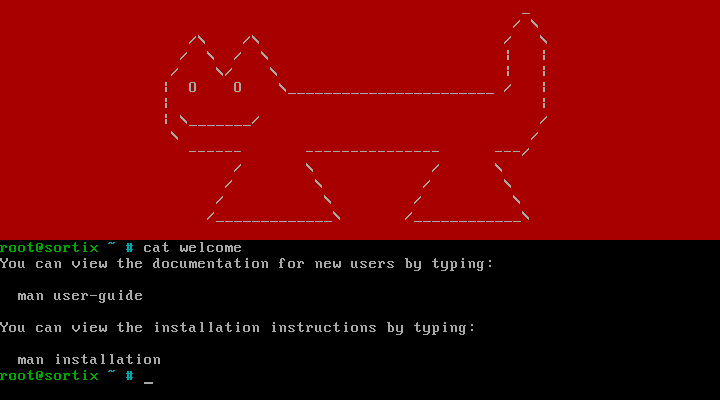 root@sortix ~ # cat welcome
You can view the documentation for new users by typing:
man user-guide
You can view the installation instructions by typing:
man installation
root@sortix ~ # _